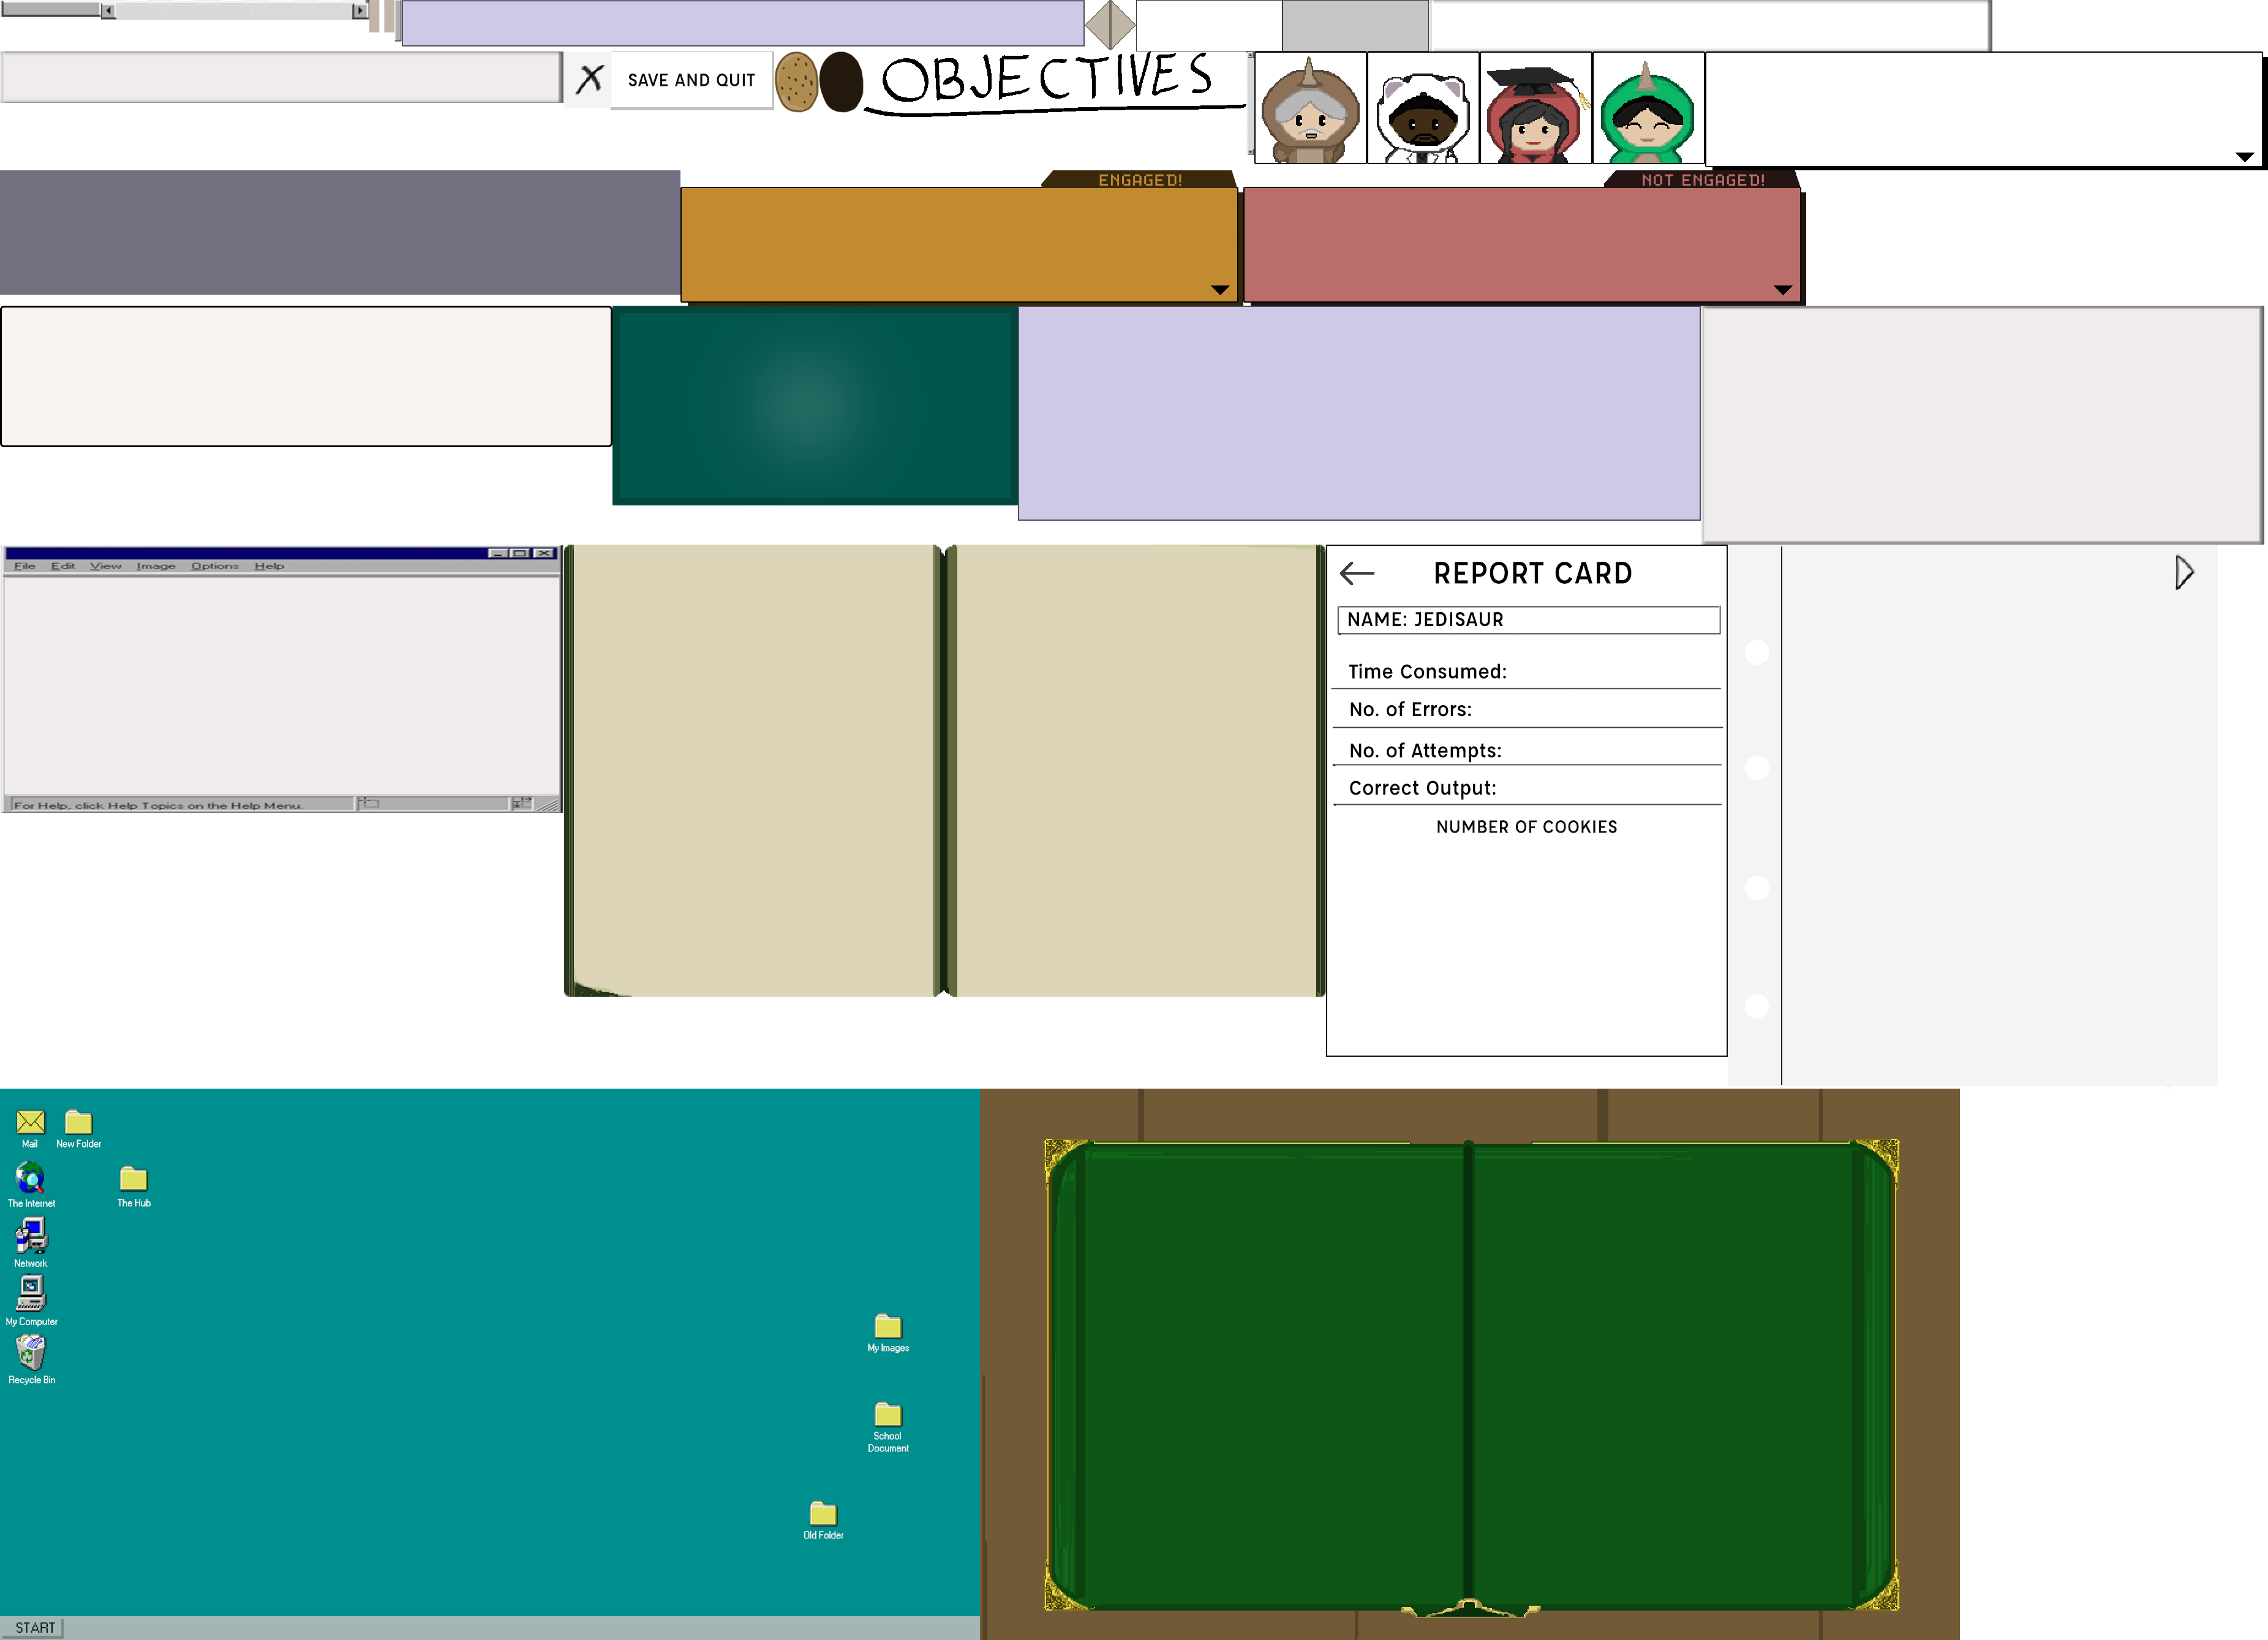 SAVE AND QUIT
OBJECTIVES
ENGAGED!
NOT ENGAGED!
File Edit View Image Options Help
For Help, click Help Topics on the Help Menu.
REPORT CARD
NAME: JEDISAUR
Time Consumed:
No. of Errors:
No. of Attempts:
Correct Output:
NUMBER OF COOKIES
Mail
New Folder
The Internet
The Hub
Network
My Computer
Recycle Bin
My Images
School
Document
Old Folder
START